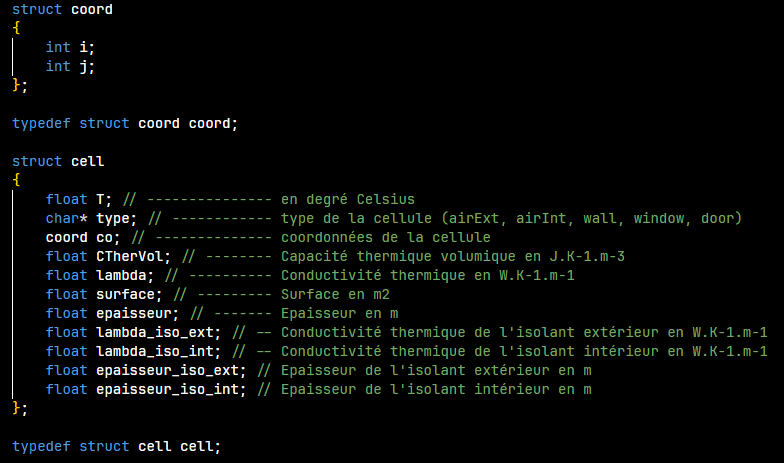 struct coord
{
    int i;
    int j;
};

typedef struct coord coord;

struct cell
{
    float T; // --------------- en degré Celsius
    char* type; // ------------ type de la cellule (airExt, airInt, wall, window, door)
    coord co; // -------------- coordonnées de la cellule
    float CTherVol; // -------- Capacité thermique volumique en J.K-1.m-3
    float lambda; // ---------- Conductivité thermique en W.K-1.m-1
    float surface; // --------- Surface en m2
    float epaisseur; // ------- Epaisseur en m
    float lambda_iso_ext; // -- Conductivité thermique de l'isolant extérieur en W.K-1.m-1
    float lambda_iso_int; // -- Conductivité thermique de l'isolant intérieur en W.K-1.m-1
    float epaisseur_iso_ext; // Epaisseur de l'isolant extérieur en m
    float epaisseur_iso_int; // Epaisseur de l'isolant intérieur en m
};

typedef struct cell cell;